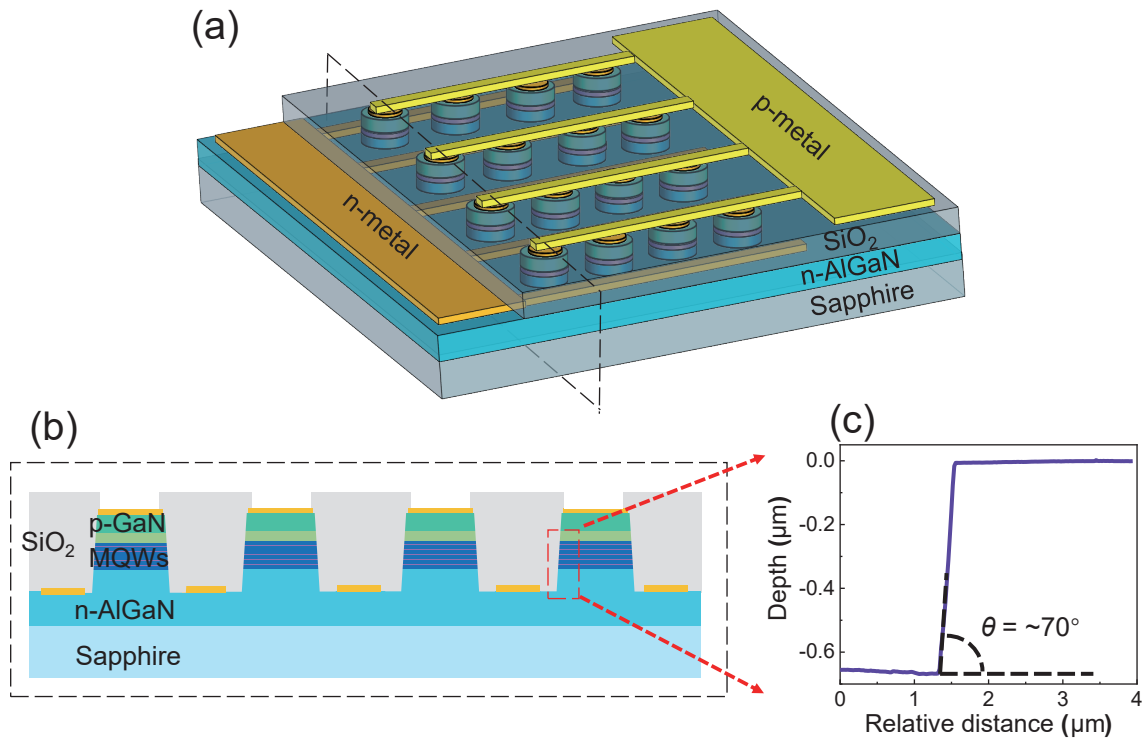 (a)
p-metal
n-metal
SiO₂
n-AlGaN
Sapphire
(b)
p-GaN
SiO₂
MQWs
n-AlGaN
Sapphire
(c)
0.0
-0.2
-0.4
-0.6
Depth (μm)
θ = ~70°
0 1 2 3 4
Relative distance (μm)